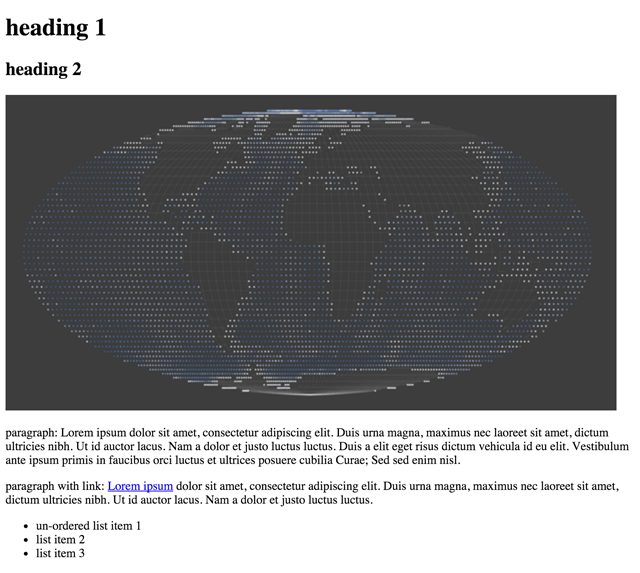 heading 1
heading 2
paragraph: Lorem ipsum dolor sit amet, consectetur adipiscing elit. Duis urna magna, maximus nec laoreet sit amet, dictum
ultricies nibh. Ut id auctor lacus. Nam a dolor et justo luctus luctus. Duis a elit eget risus dictum vehicula id eu elit. Vestibulum
ante ipsum primis in faucibus orci luctus et ultrices posuere cubilia Curae; Sed sed enim nisl.
paragraph with link: Lorem ipsum dolor sit amet, consectetur adipiscing elit. Duis urna magna, maximus nec laoreet sit amet,
dictum ultricies nibh. Ut id auctor lacus. Nam a dolor et justo luctus luctus.
• un-ordered list item 1
• list item 2
• list item 3